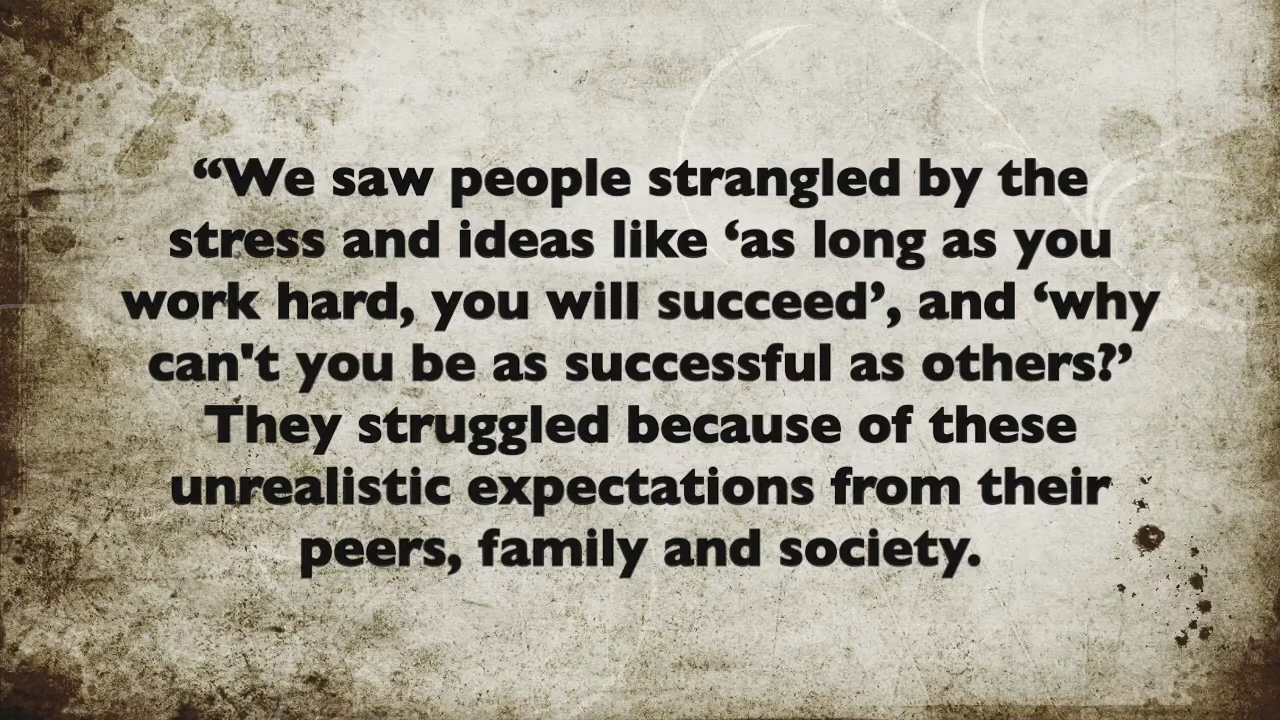 “We saw people strangled by the
stress and ideas like ‘as long as you
work hard, you will succeed’, and ‘why
can't you be as successful as others?’
They struggled because of these
unrealistic expectations from their
peers, family and society.